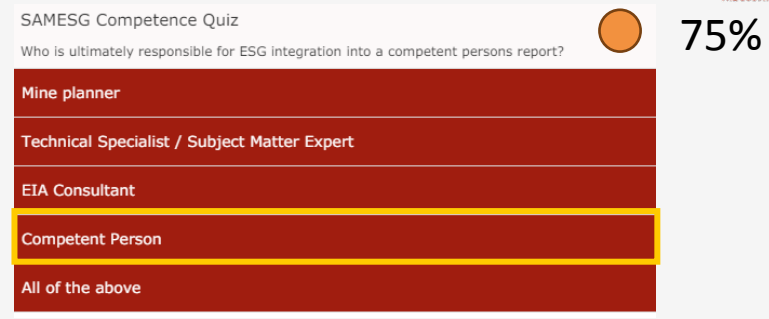 SAMESG Competence Quiz
75%
Who is ultimately responsible for ESG integration into a competent persons report?
Mine planner
Technical Specialist / Subject Matter Expert
EIA Consultant
Competent Person
All of the above